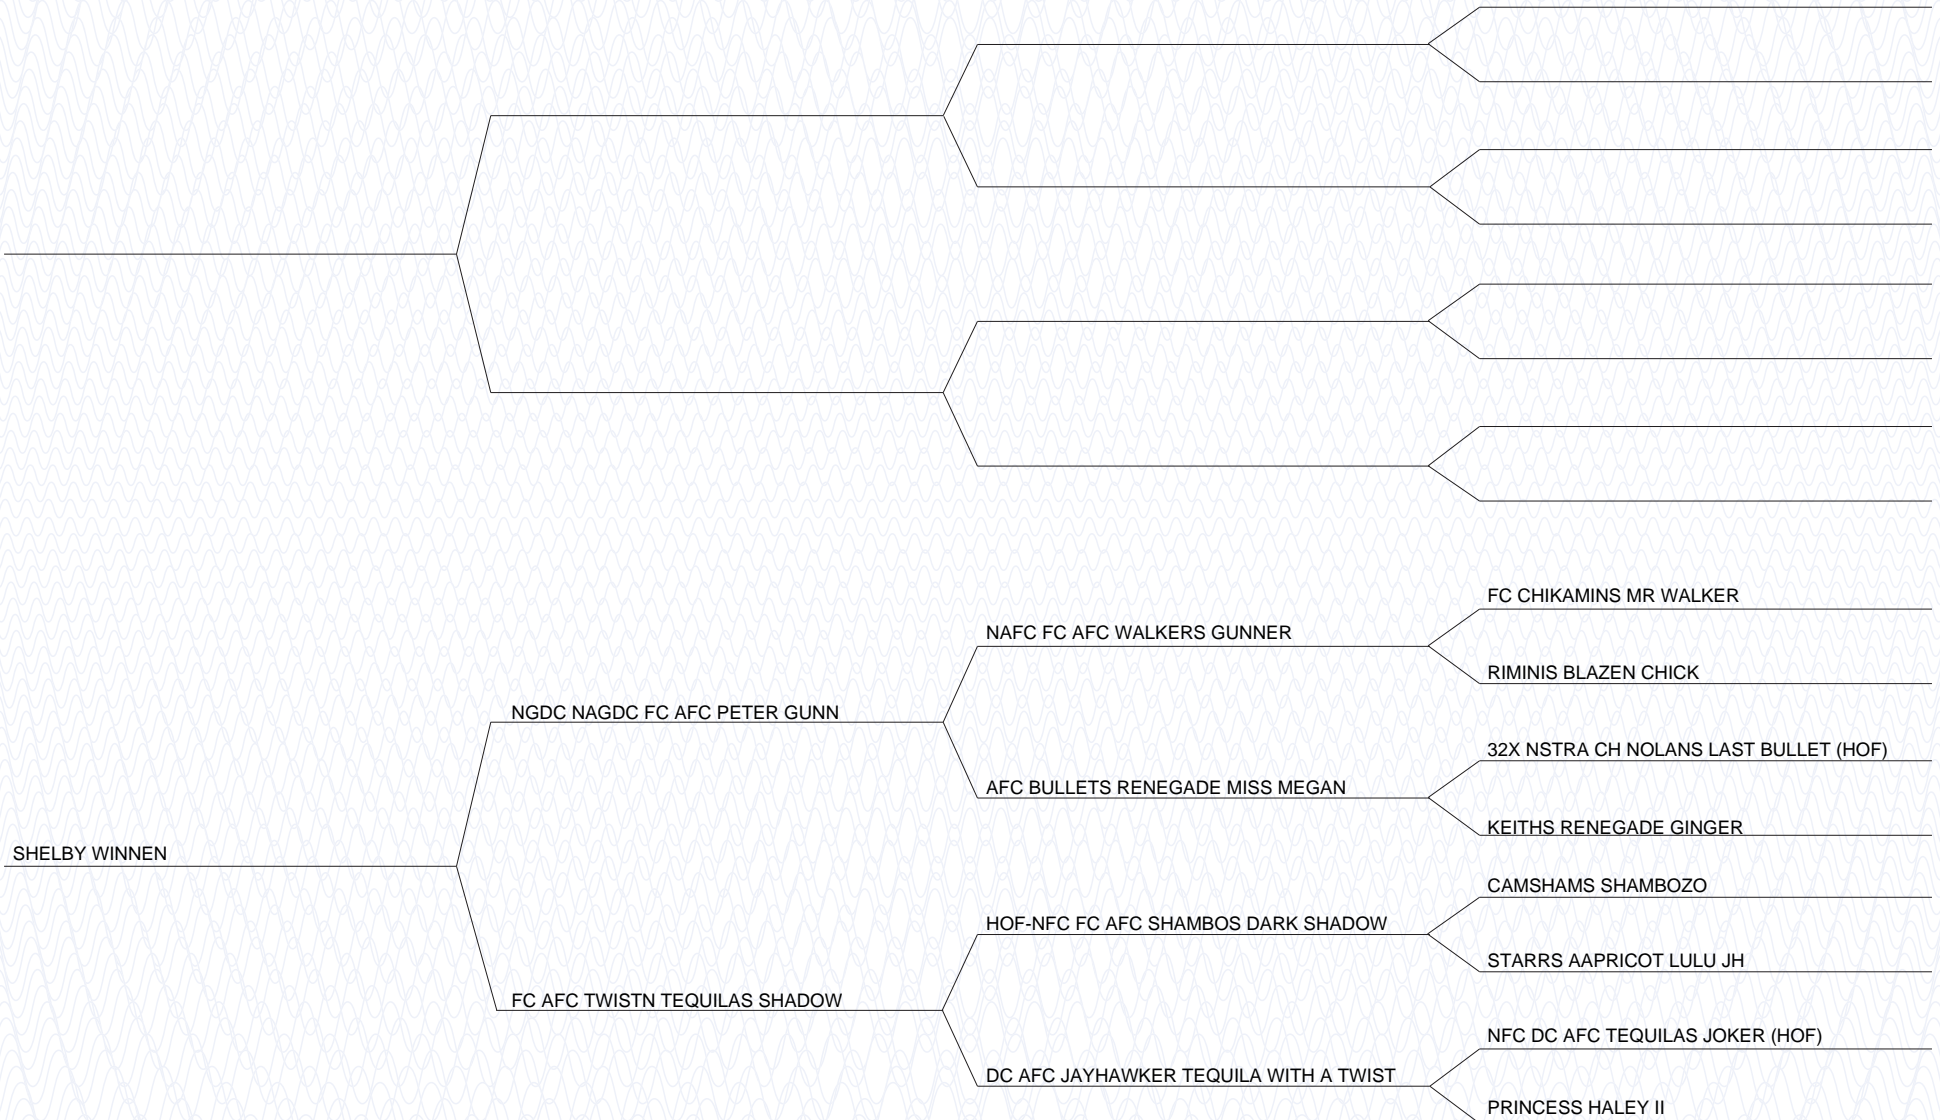 FC CHIKAMINS MR WALKER
NAFC FC AFC WALKERS GUNNER
RIMINIS BLAZEN CHICK
NGDC NAGDC FC AFC PETER GUNN
32X NSTRA CH NOLANS LAST BULLET (HOF)
AFC BULLETS RENEGADE MISS MEGAN
KEITHS RENEGADE GINGER
SHELBY WINNEN
CAMSHAMS SHAMBOZO
HOF-NFC FC AFC SHAMBOS DARK SHADOW
STARRS AAPRICOT LULU JH
FC AFC TWISTN TEQUILAS SHADOW
NFC DC AFC TEQUILAS JOKER (HOF)
DC AFC JAYHAWKER TEQUILA WITH A TWIST
PRINCESS HALEY II